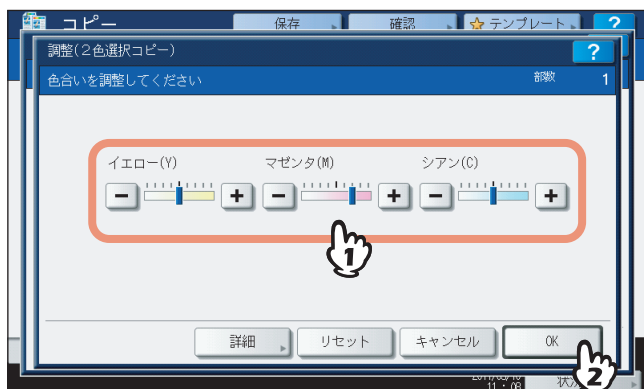 コピー 保存 確認 テンプレート ?
調整(2色選択コピー) ?
色合いを調整してください 部数 1
イエロー(Y) マゼンタ(M) シアン(C)
1
詳細 リセット キャンセル OK
2